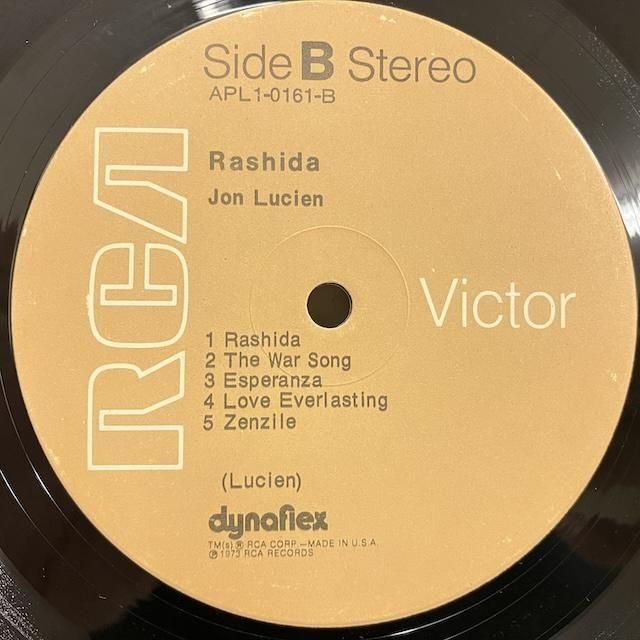 Side B Stereo
APL1-0161-B
Rashida
Jon Lucien
RCA
Victor
1 Rashida
2 The War Song
3 Esperanza
4 Love Everlasting
5 Zenzile
(Lucien)
dynaflex
TM(s) ® RCA CORP.—MADE IN U.S.A.
℗ 1973 RCA RECORDS